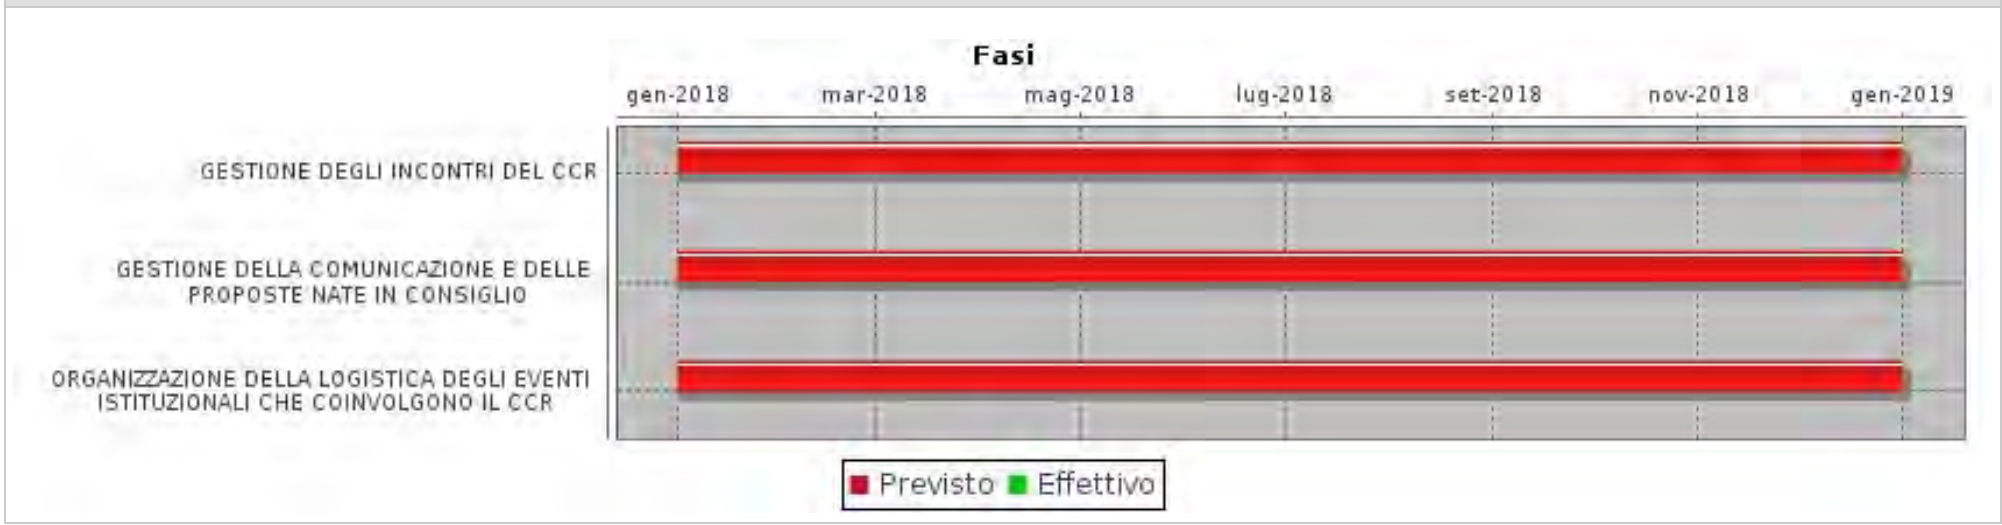 Fasi
gen-2018 mar-2018 mag-2018 lug-2018 set-2018 nov-2018 gen-2019
GESTIONE DEGLI INCONTRI DEL CCR
GESTIONE DELLA COMUNICAZIONE E DELLE
PROPOSTE NATE IN CONSIGLIO
ORGANIZZAZIONE DELLA LOGISTICA DEGLI EVENTI
ISTITUZIONALI CHE COINVOLGONO IL CCR
Previsto Effettivo